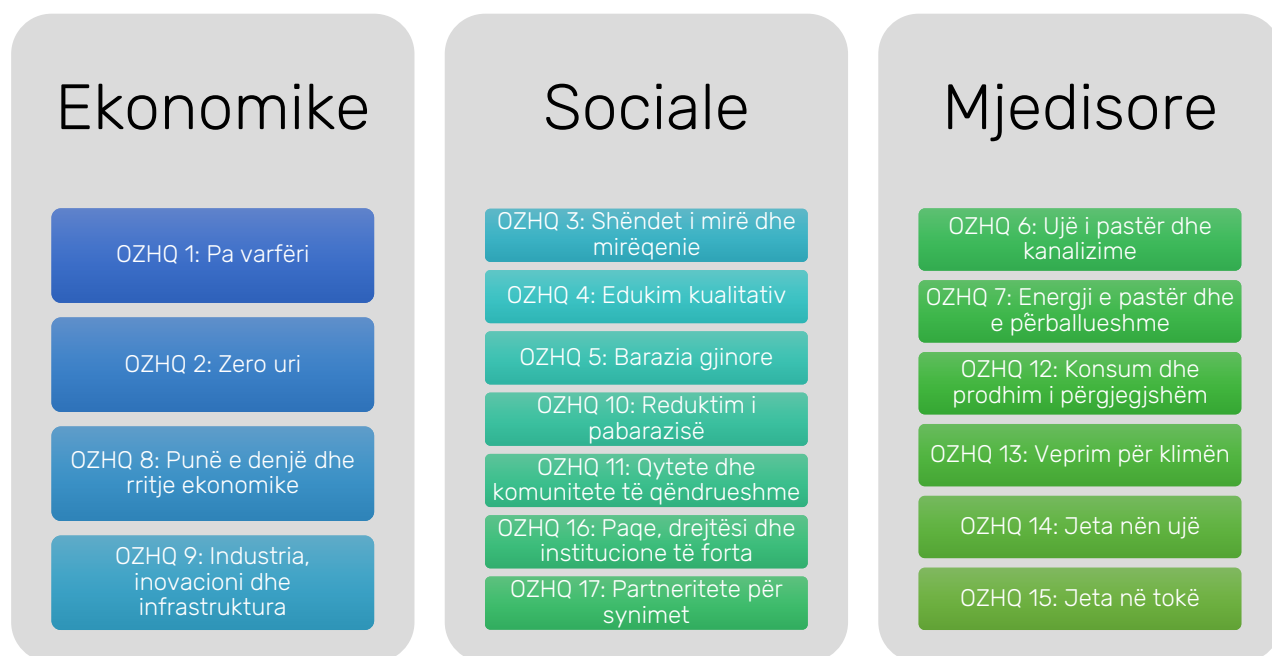 Ekonomike
OZHQ 1: Pa varfëri
OZHQ 2: Zero uri
OZHQ 8: Punë e denjë dhe
rritje ekonomike
OZHQ 9: Industria,
inovacioni dhe
infrastruktura
Sociale
OZHQ 3: Shëndet i mirë dhe
mirëqenie
OZHQ 4: Edukim kualitativ
OZHQ 5: Barazia gjinore
OZHQ 10: Reduktim i
pabarazisë
OZHQ 11: Qytete dhe
komunitete të qëndrueshme
OZHQ 16: Paqe, drejtësi dhe
institucione të forta
OZHQ 17: Partneritete për
synimet
Mjedisore
OZHQ 6: Ujë i pastër dhe
kanalizime
OZHQ 7: Energji e pastër dhe
e përballueshme
OZHQ 12: Konsum dhe
prodhim i përgjegjshëm
OZHQ 13: Veprim për klimën
OZHQ 14: Jeta nën ujë
OZHQ 15: Jeta në tokë